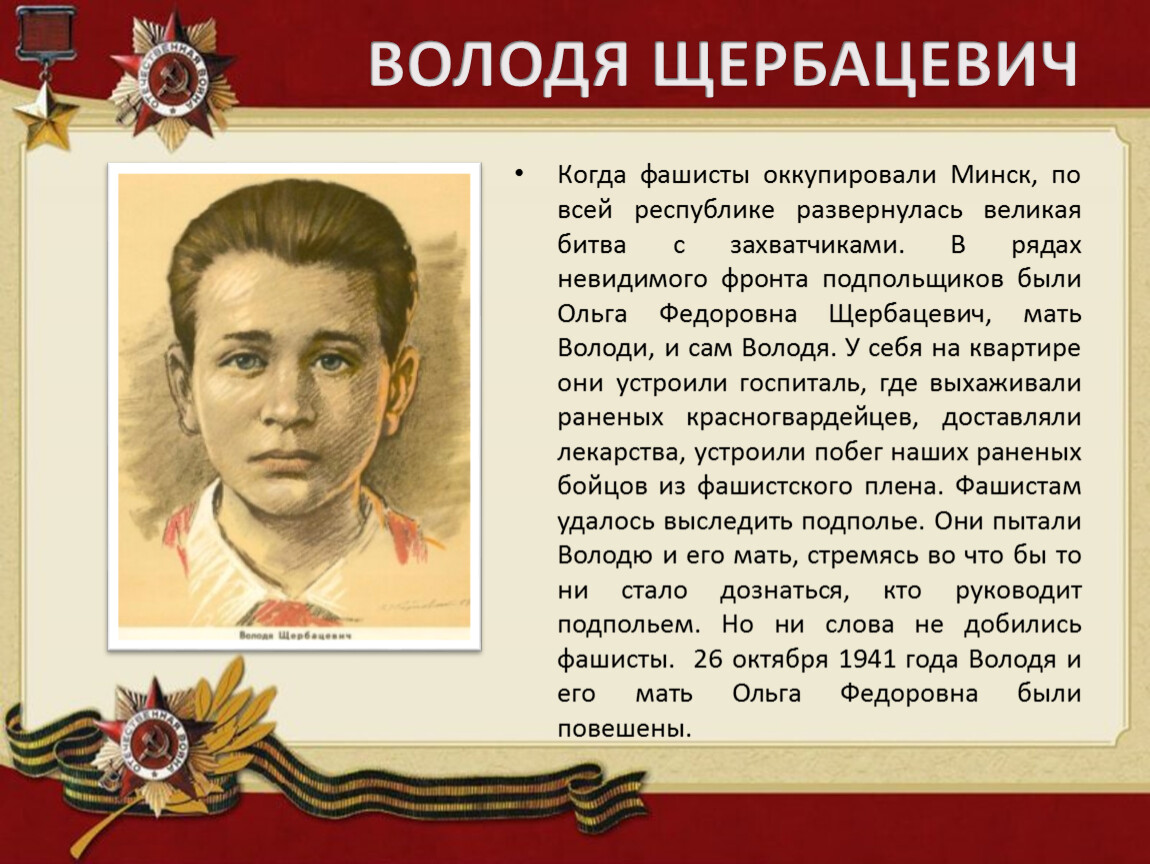 ВОЛОДЯ ЩЕРБАЦЕВИЧ
ОТЕЧЕСТВЕННАЯ ВОЙНА
• Когда фашисты оккупировали Минск, по
всей республике развернулась великая
битва с захватчиками. В рядах
невидимого фронта подпольщиков были
Ольга Федоровна Щербацевич, мать
Володи, и сам Володя. У себя на квартире
они устроили госпиталь, где выхаживали
раненых красногвардейцев, доставляли
лекарства, устроили побег наших раненых
бойцов из фашистского плена. Фашистам
удалось выследить подполье. Они пытали
Володю и его мать, стремясь во что бы то
ни стало дознаться, кто руководит
подпольем. Но ни слова не добились
фашисты. 26 октября 1941 года Володя и
его мать Ольга Федоровна были
повешены.
Володя Щербацевич
ОТЕЧЕСТВЕННАЯ ВОЙНА